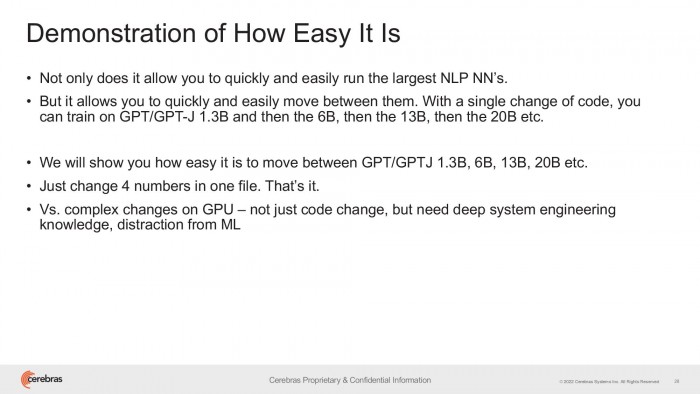 Demonstration of How Easy It Is
• Not only does it allow you to quickly and easily run the largest NLP NN's.
• But it allows you to quickly and easily move between them. With a single change of code, you
can train on GPT/GPT-J 1.3B and then the 6B, then the 13B, then the 20B etc.
• We will show you how easy it is to move between GPT/GPTJ 1.3B, 6B, 13B, 20B etc.
• Just change 4 numbers in one file. That's it.
• Vs. complex changes on GPU – not just code change, but need deep system engineering
knowledge, distraction from ML
cerebras
Cerebras Proprietary & Confidential Information
© 2022 Cerebras Systems Inc. All Rights Reserved